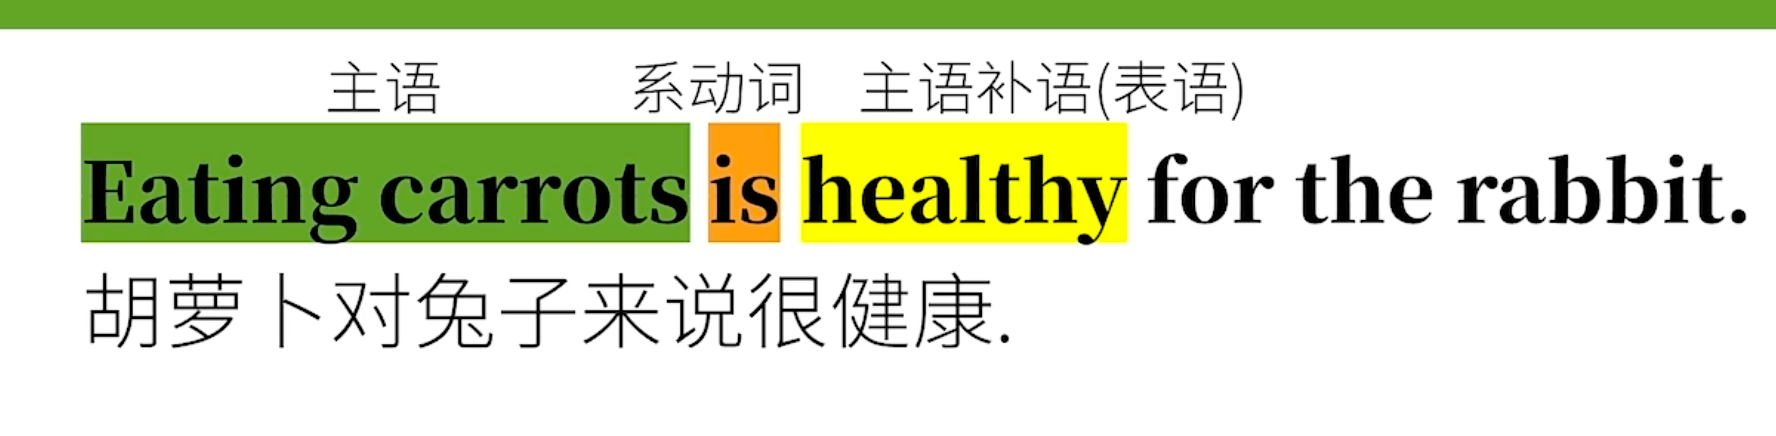 主语 系动词 主语补语(表语)
Eating carrots is healthy for the rabbit.
胡萝卜对兔子来说很健康.